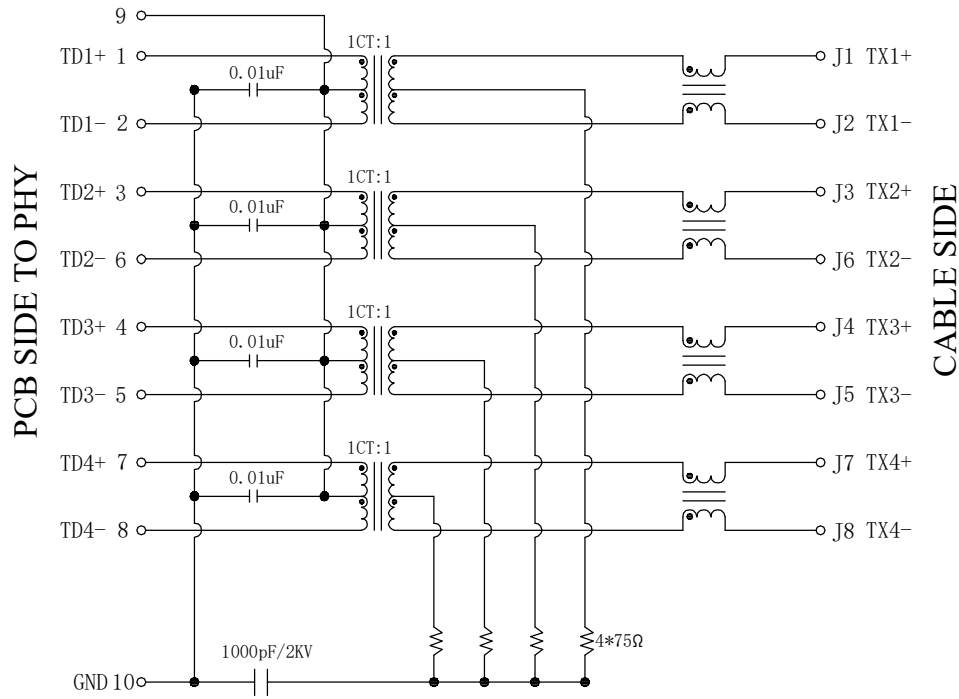 9
1CT:1
TD1+ 1
J1 TX1+
0.01uF
TD1- 2
J2 TX1-
1CT:1
TD2+ 3
J3 TX2+
0.01uF
TD2- 6
J6 TX2-
1CT:1
TD3+ 4
J4 TX3+
0.01uF
TD3- 5
J5 TX3-
1CT:1
TD4+ 7
J7 TX4+
0.01uF
TD4- 8
J8 TX4-
4*75Ω
1000pF/2KV
GND 10
PCB SIDE TO PHY
CABLE SIDE